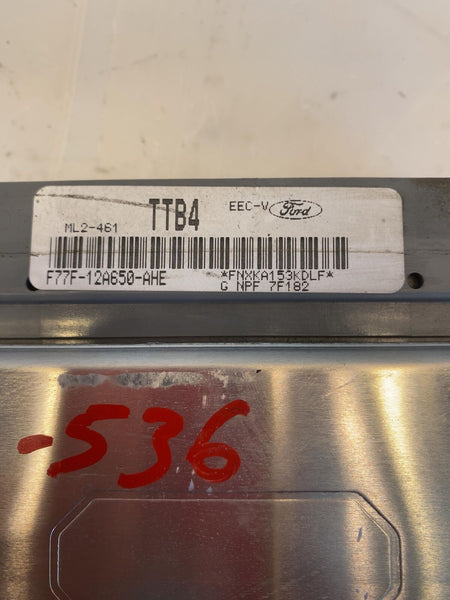 ML2-461 TTB4 EEC-V Ford
F77F-12A650-AHE *FNXKA153KDLF*
G NPF 7F182
-536